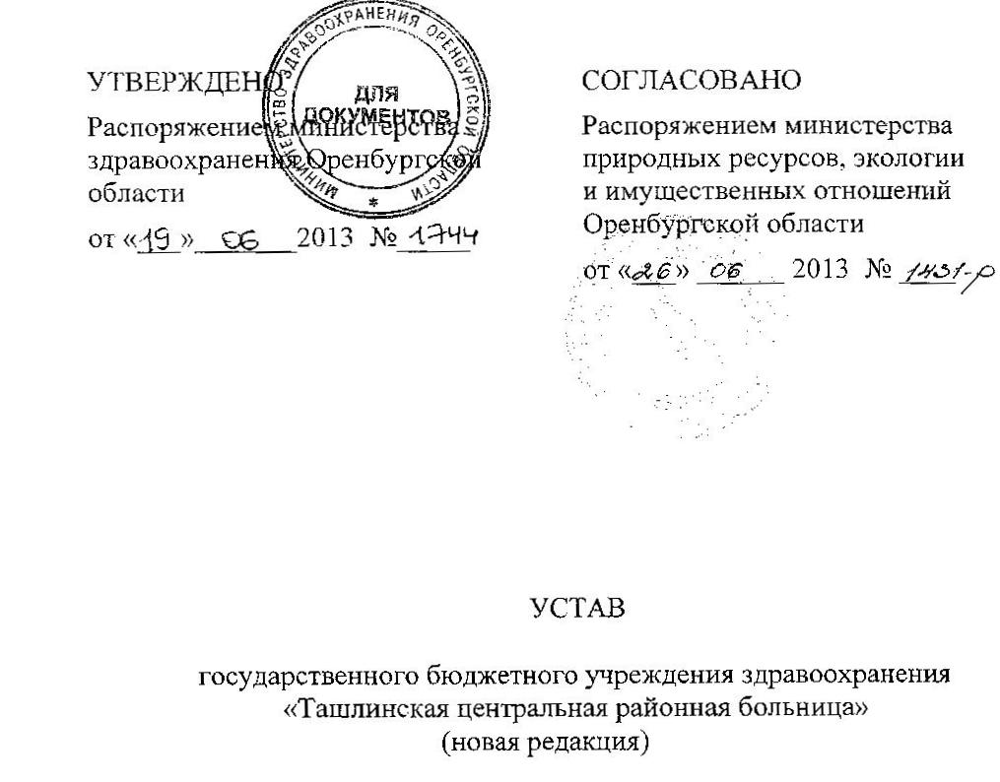 УТВЕРЖДЕНО
Распоряжением министерства
здравоохранения Оренбургской
области
от «19» 06 2013 № 1744
МИНИСТЕРСТВО ЗДРАВООХРАНЕНИЯ ОРЕНБУРГСКОЙ ОБЛАСТИ
ДЛЯ
ДОКУМЕНТОВ
СОГЛАСОВАНО
Распоряжением министерства
природных ресурсов, экологии
и имущественных отношений
Оренбургской области
от «26» 06 2013 № 1431-р
УСТАВ
государственного бюджетного учреждения здравоохранения
«Ташлинская центральная районная больница»
(новая редакция)